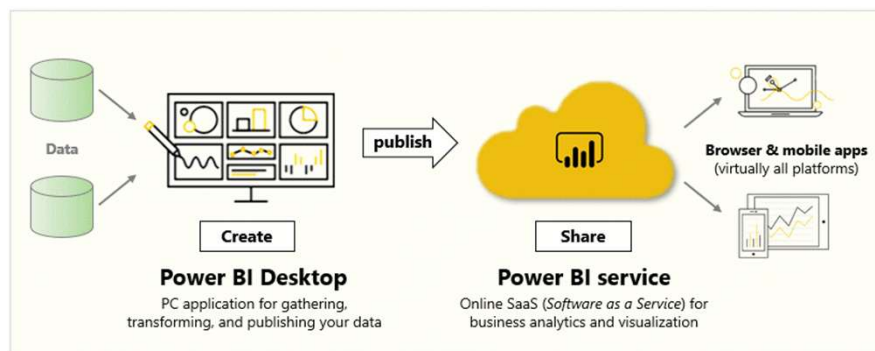 Data
publish
Create
Share
Power BI Desktop
PC application for gathering,
transforming, and publishing your data
Power BI service
Online SaaS (Software as a Service) for
business analytics and visualization
Browser & mobile apps
(virtually all platforms)